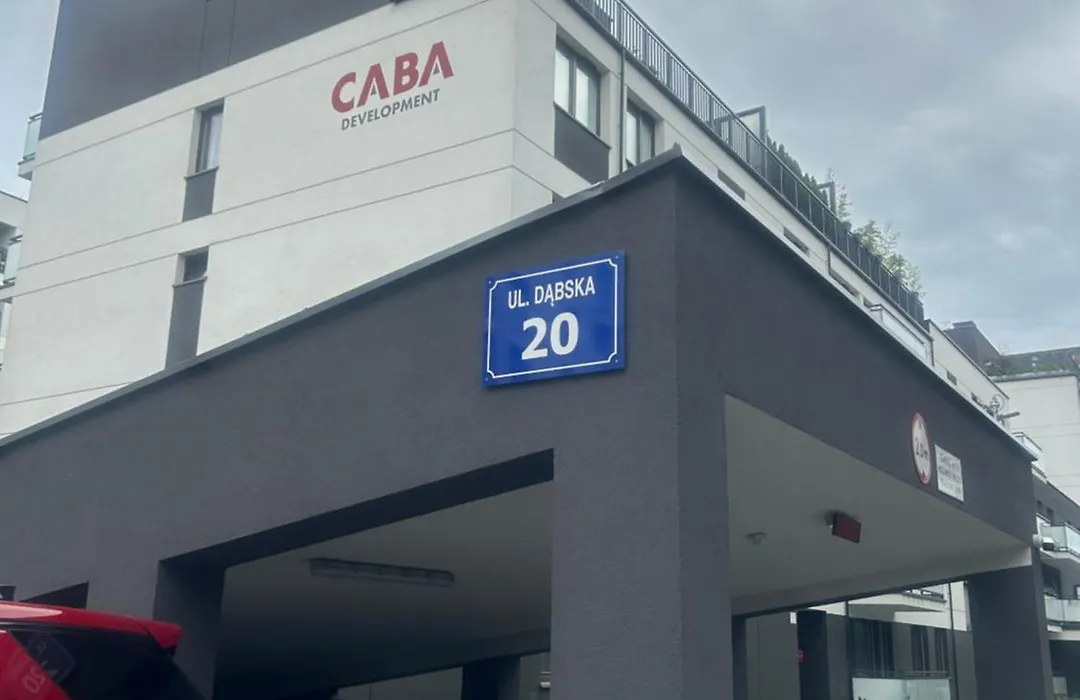 CABA
DEVELOPMENT
UL. DĄBSKA
20